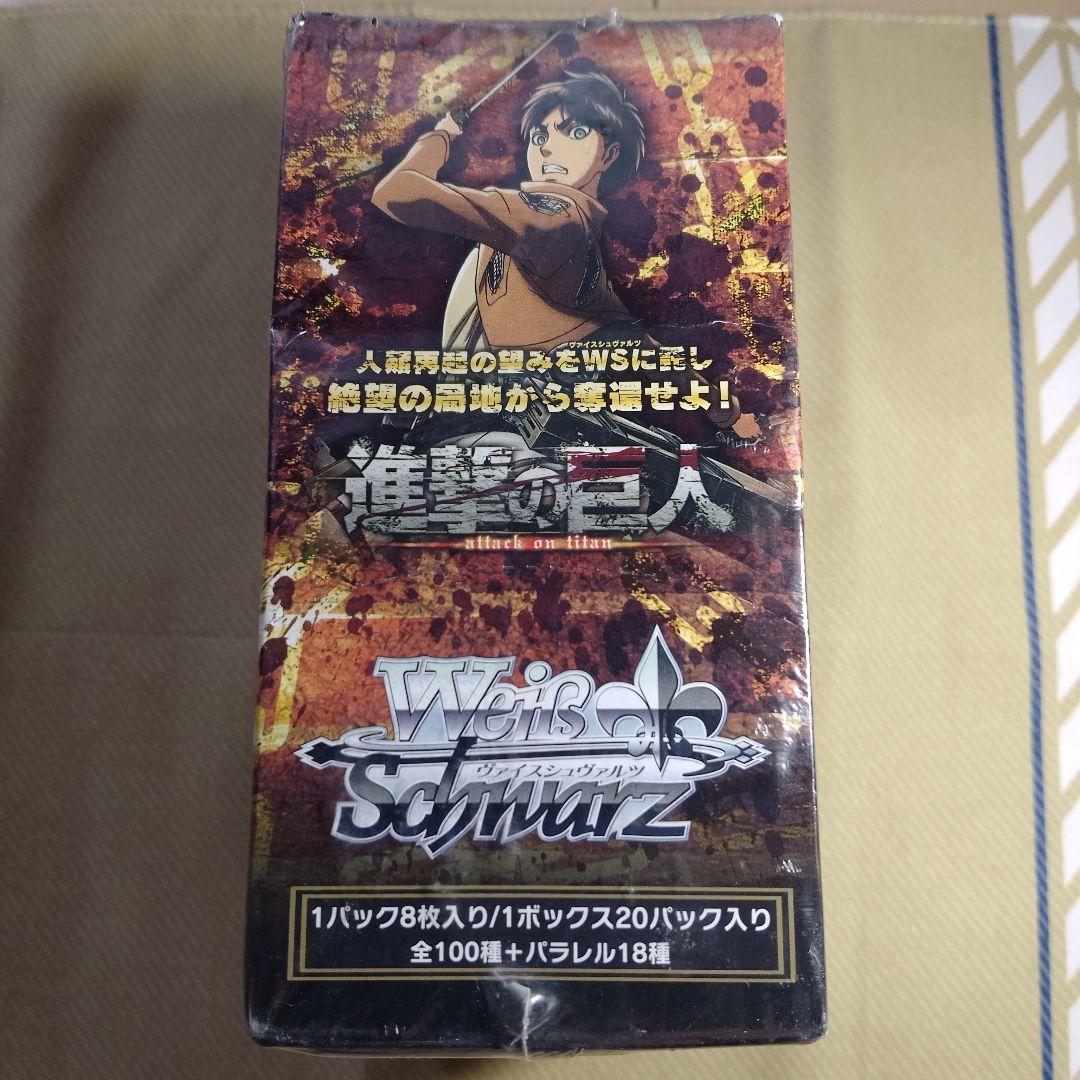 ヴァイスシュヴァルツ
人類再起の望みをWSに託し
絶望の局地から奪還せよ!
進撃の巨人
attack on titan
Weiß
ヴァイスシュヴァルツ
Schwarz
1パック8枚入り/1ボックス20パック入り
全100種+パラレル18種